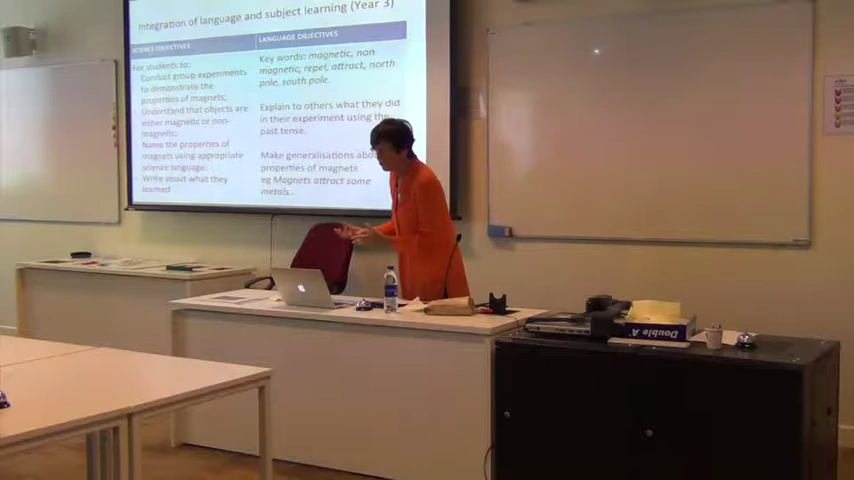 Integration of language and subject learning (Year 3)
SCIENCE OBJECTIVES
LANGUAGE OBJECTIVES
For students to:
Conduct group experiments
to demonstrate the
properties of magnets;
Understand that objects are
either magnetic or non-
magnetic;
Name the properties of
magnets using appropriate
science language;
Write about what they
learned
Key words: magnetic, non
magnetic, repel, attract, north
pole, south pole.
Explain to others what they did
in their experiment using the
past tense.
Make generalisations about
properties of magnets
eg Magnets attract some
metals..
Double A